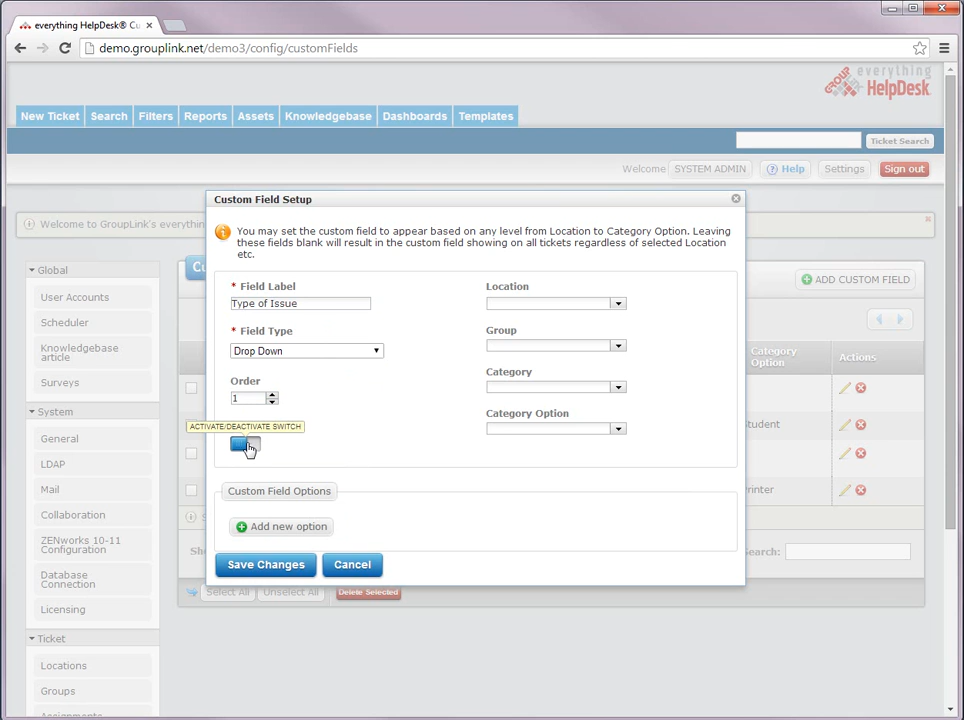 everything HelpDesk® Cu
demo.grouplink.net/demo3/config/customFields
GROUP LINK everything HelpDesk
New Ticket Search Filters Reports Assets Knowledgebase Dashboards Templates
Ticket Search
Welcome SYSTEM ADMIN Help Settings Sign out
Welcome to GroupLink's everythin
Custom Field Setup
You may set the custom field to appear based on any level from Location to Category Option. Leaving
these fields blank will result in the custom field showing on all tickets regardless of selected Location
etc.
* Field Label
Type of Issue
* Field Type
Drop Down
Order
1
ACTIVATE/DEACTIVATE SWITCH
Location
Group
Category
Category Option
Custom Field Options
Add new option
Save Changes Cancel
Global
User Accounts
Scheduler
Knowledgebase
article
Surveys
System
General
LDAP
Mail
Collaboration
ZENworks 10-11
Configuration
Database
Connection
Licensing
Ticket
Locations
Groups
Cu
ADD CUSTOM FIELD
Category
Option
Actions
Student
Printer
Sho
Search:
Select All Unselect All Delete Selected